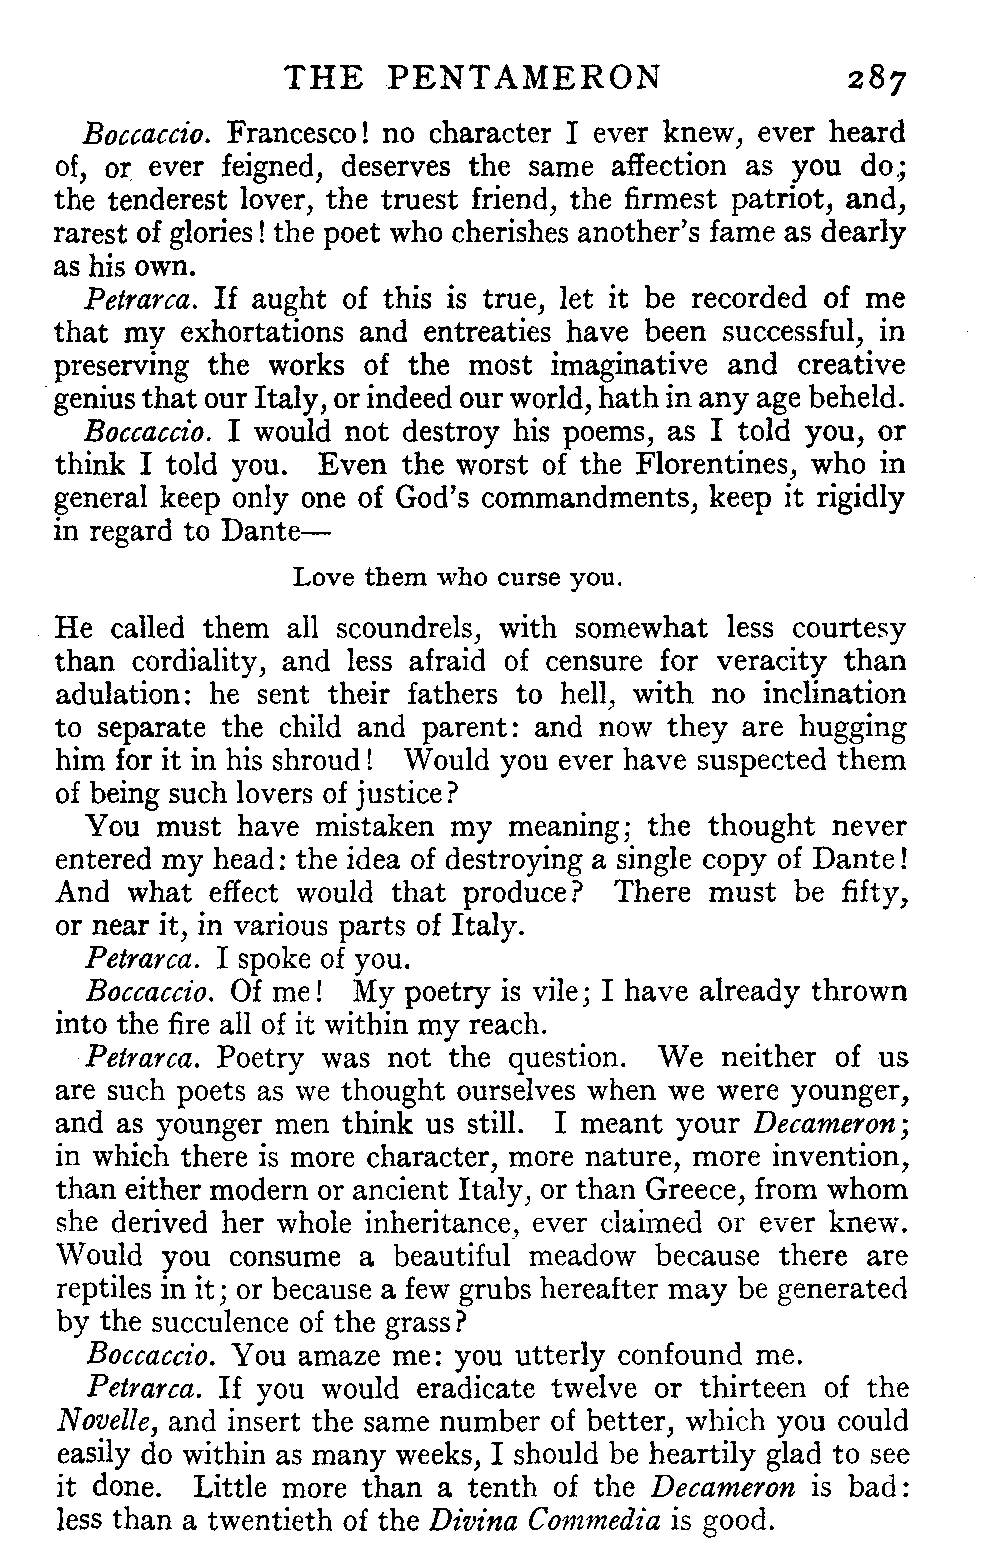 THE PENTAMERON 287
Boccaccio. Francesco! no character I ever knew, ever heard
of, or ever feigned, deserves the same affection as you do;
the tenderest lover, the truest friend, the firmest patriot, and,
rarest of glories! the poet who cherishes another's fame as dearly
as his own.
Petrarca. If aught of this is true, let it be recorded of me
that my exhortations and entreaties have been successful, in
preserving the works of the most imaginative and creative
genius that our Italy, or indeed our world, hath in any age beheld.
Boccaccio. I would not destroy his poems, as I told you, or
think I told you. Even the worst of the Florentines, who in
general keep only one of God's commandments, keep it rigidly
in regard to Dante—
Love them who curse you.
He called them all scoundrels, with somewhat less courtesy
than cordiality, and less afraid of censure for veracity than
adulation: he sent their fathers to hell, with no inclination
to separate the child and parent: and now they are hugging
him for it in his shroud! Would you ever have suspected them
of being such lovers of justice?
You must have mistaken my meaning; the thought never
entered my head: the idea of destroying a single copy of Dante!
And what effect would that produce? There must be fifty,
or near it, in various parts of Italy.
Petrarca. I spoke of you.
Boccaccio. Of me! My poetry is vile; I have already thrown
into the fire all of it within my reach.
Petrarca. Poetry was not the question. We neither of us
are such poets as we thought ourselves when we were younger,
and as younger men think us still. I meant your Decameron;
in which there is more character, more nature, more invention,
than either modern or ancient Italy, or than Greece, from whom
she derived her whole inheritance, ever claimed or ever knew.
Would you consume a beautiful meadow because there are
reptiles in it; or because a few grubs hereafter may be generated
by the succulence of the grass?
Boccaccio. You amaze me: you utterly confound me.
Petrarca. If you would eradicate twelve or thirteen of the
Novelle, and insert the same number of better, which you could
easily do within as many weeks, I should be heartily glad to see
it done. Little more than a tenth of the Decameron is bad:
less than a twentieth of the Divina Commedia is good.